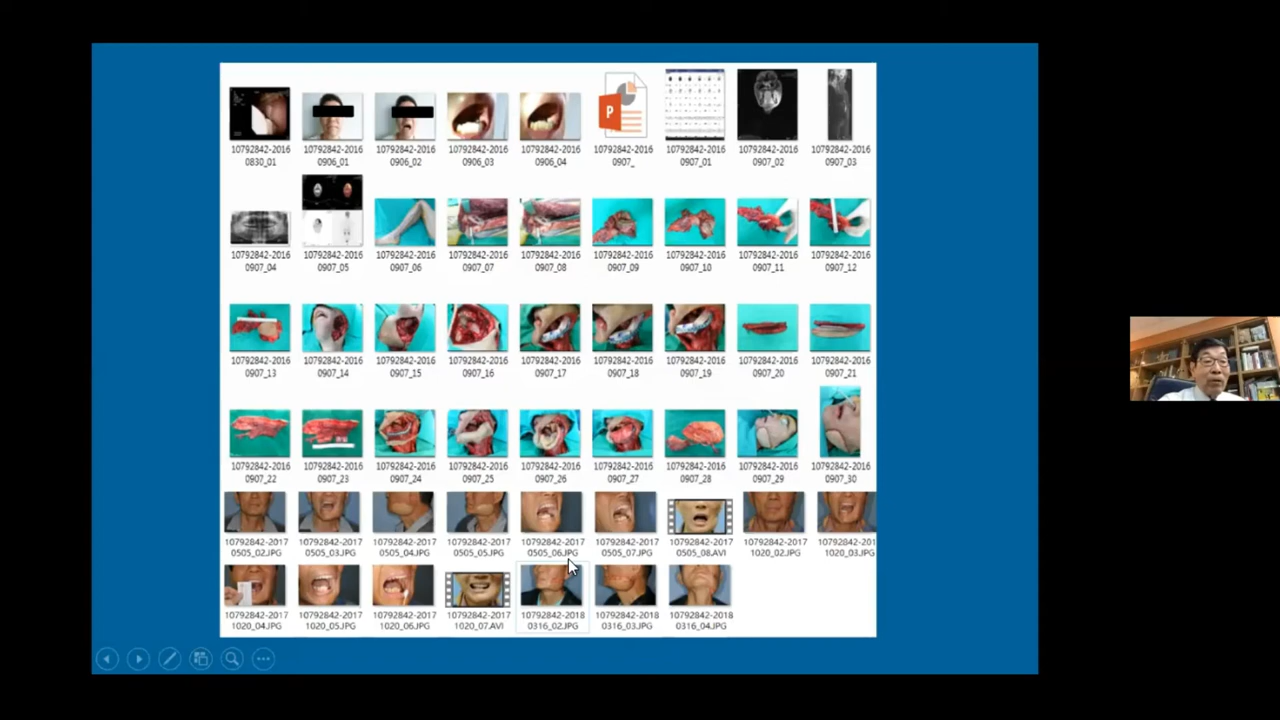 P
10792842-2016 10792842-2016 10792842-2016 10792842-2016 10792842-2016 10792842-2016 10792842-2016 10792842-2016 10792842-2016
0830_01 0906_01 0906_02 0906_03 0906_04 0907_ 0907_01 0907_02 0907_03
10792842-2016 10792842-2016 10792842-2016 10792842-2016 10792842-2016 10792842-2016 10792842-2016 10792842-2016 10792842-2016
0907_04 0907_05 0907_06 0907_07 0907_08 0907_09 0907_10 0907_11 0907_12
10792842-2016 10792842-2016 10792842-2016 10792842-2016 10792842-2016 10792842-2016 10792842-2016 10792842-2016 10792842-2016
0907_13 0907_14 0907_15 0907_16 0907_17 0907_18 0907_19 0907_20 0907_21
10792842-2016 10792842-2016 10792842-2016 10792842-2016 10792842-2016 10792842-2016 10792842-2016 10792842-2016 10792842-2016
0907_22 0907_23 0907_24 0907_25 0907_26 0907_27 0907_28 0907_29 0907_30
10792842-2017 10792842-2017 10792842-2017 10792842-2017 10792842-2017 10792842-2017 10792842-2017 10792842-2017 10792842-201
0505_02.JPG 0505_03.JPG 0505_04.JPG 0505_05.JPG 0505_06.JPG 0505_07.JPG 0505_08.AVI 1020_02.JPG 1020_03.JPG
10792842-2017 10792842-2017 10792842-2017 10792842-2017 10792842-2018 10792842-2018 10792842-2018
1020_04.JPG 1020_05.JPG 1020_06.JPG 1020_07.AVI 0316_02.JPG 0316_03.JPG 0316_04.JPG